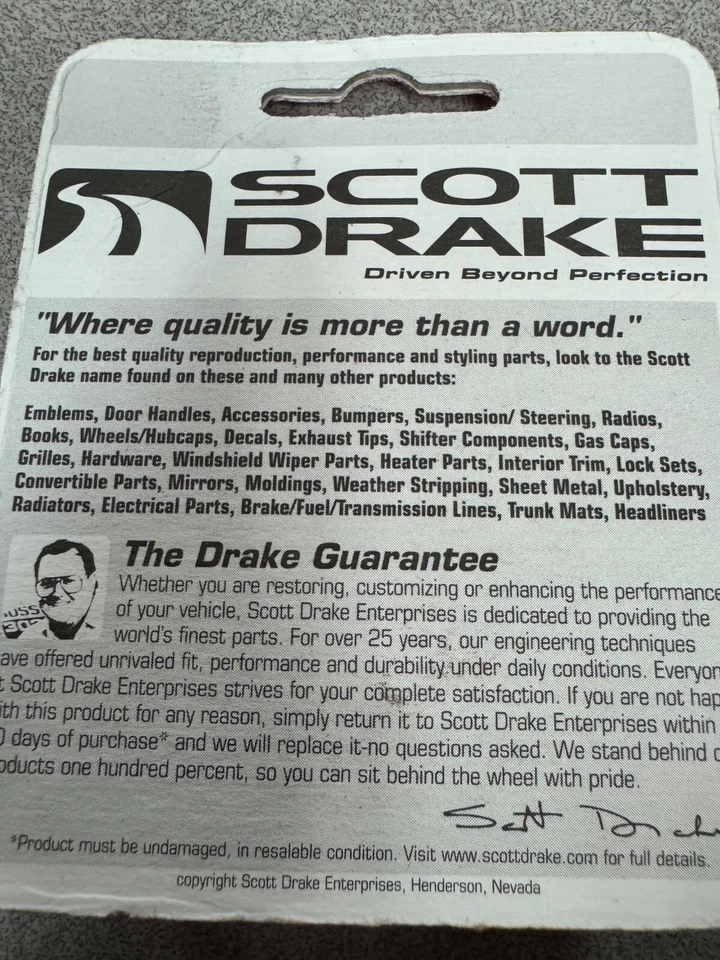 SCOTT
DRAKE
Driven Beyond Perfection
"Where quality is more than a word."
For the best quality reproduction, performance and styling parts, look to the Scott
Drake name found on these and many other products:
Emblems, Door Handles, Accessories, Bumpers, Suspension/ Steering, Radios,
Books, Wheels/Hubcaps, Decals, Exhaust Tips, Shifter Components, Gas Caps,
Grilles, Hardware, Windshield Wiper Parts, Heater Parts, Interior Trim, Lock Sets,
Convertible Parts, Mirrors, Moldings, Weather Stripping, Sheet Metal, Upholstery,
Radiators, Electrical Parts, Brake/Fuel/Transmission Lines, Trunk Mats, Headliners
The Drake Guarantee
Whether you are restoring, customizing or enhancing the performance
of your vehicle, Scott Drake Enterprises is dedicated to providing the
world's finest parts. For over 25 years, our engineering techniques
ave offered unrivaled fit, performance and durability under daily conditions. Everyon
t Scott Drake Enterprises strives for your complete satisfaction. If you are not hap
ith this product for any reason, simply return it to Scott Drake Enterprises within
0 days of purchase* and we will replace it-no questions asked. We stand behind o
oducts one hundred percent, so you can sit behind the wheel with pride.
Scott Drake
*Product must be undamaged, in resalable condition. Visit www.scottdrake.com for full details.
copyright Scott Drake Enterprises, Henderson, Nevada